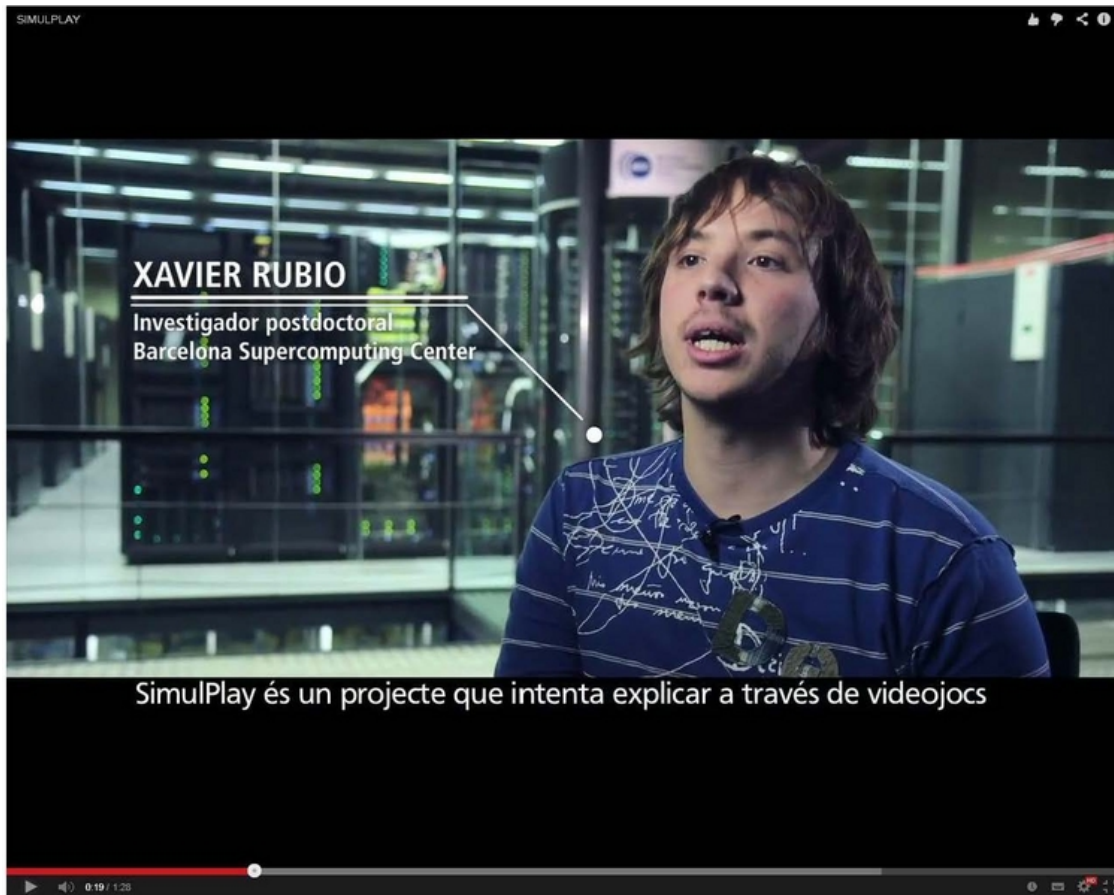 SIMULPLAY
XAVIER RUBIO
Investigador postdoctoral
Barcelona Supercomputing Center
SimulPlay és un projecte que intenta explicar a través de videojocs
0:19 / 1:28
HD